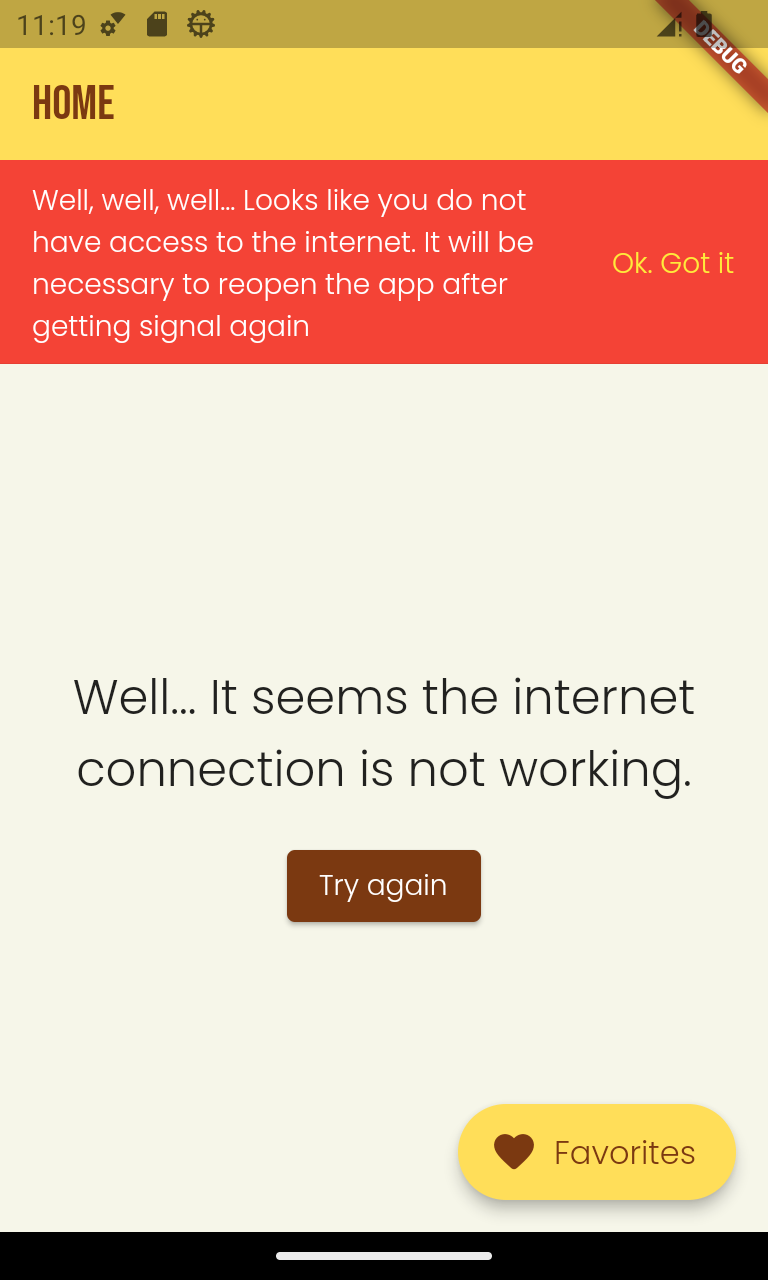 11:19
DEBUG
HOME
Well, well, well... Looks like you do not
have access to the internet. It will be
necessary to reopen the app after
getting signal again
Ok. Got it
Well... It seems the internet
connection is not working.
Try again
Favorites